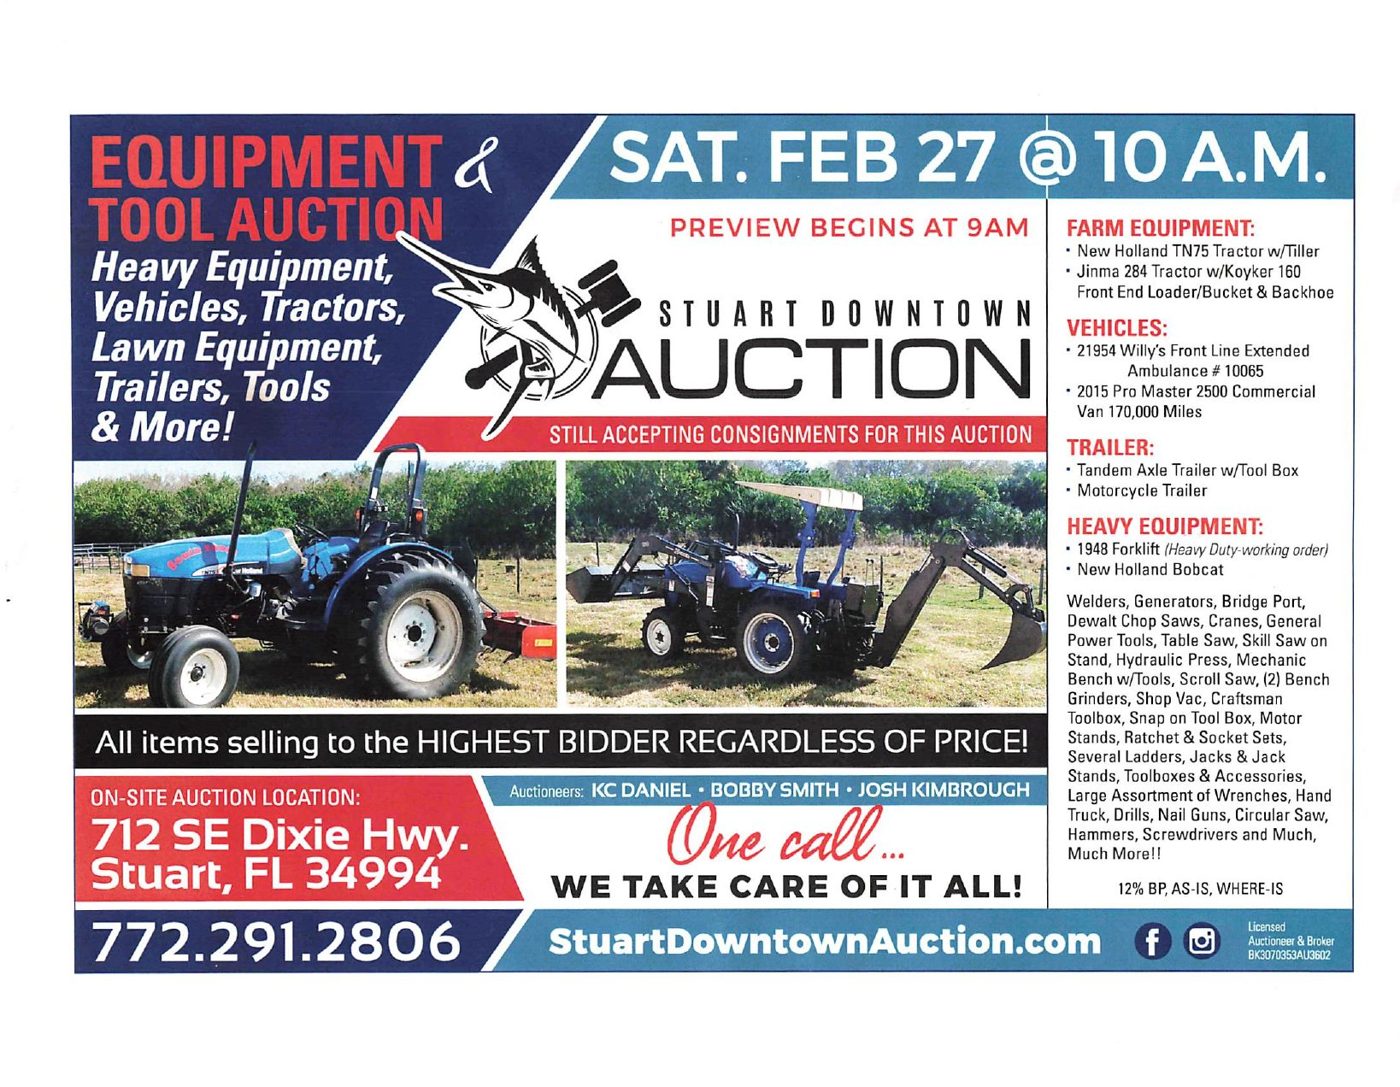 EQUIPMENT &
TOOL AUCTION
Heavy Equipment,
Vehicles, Tractors,
Lawn Equipment,
Trailers, Tools
& More!
SAT. FEB 27 @ 10 A.M.
PREVIEW BEGINS AT 9AM
STUART DOWNTOWN
AUCTION
STILL ACCEPTING CONSIGNMENTS FOR THIS AUCTION
All items selling to the HIGHEST BIDDER REGARDLESS OF PRICE!
ON-SITE AUCTION LOCATION:
712 SE Dixie Hwy.
Stuart, FL 34994
Auctioneers: KC DANIEL • BOBBY SMITH • JOSH KIMBROUGH
One call...
WE TAKE CARE OF IT ALL!
FARM EQUIPMENT:
• New Holland TN75 Tractor w/Tiller
• Jinma 284 Tractor w/Koyker 160
Front End Loader/Bucket & Backhoe
VEHICLES:
• 21954 Willy's Front Line Extended
Ambulance # 10065
• 2015 Pro Master 2500 Commercial
Van 170,000 Miles
TRAILER:
• Tandem Axle Trailer w/Tool Box
• Motorcycle Trailer
HEAVY EQUIPMENT:
• 1948 Forklift (Heavy Duty-working order)
• New Holland Bobcat
Welders, Generators, Bridge Port,
Dewalt Chop Saws, Cranes, General
Power Tools, Table Saw, Skill Saw on
Stand, Hydraulic Press, Mechanic
Bench w/Tools, Scroll Saw, (2) Bench
Grinders, Shop Vac, Craftsman
Toolbox, Snap on Tool Box, Motor
Stands, Ratchet & Socket Sets,
Several Ladders, Jacks & Jack
Stands, Toolboxes & Accessories,
Large Assortment of Wrenches, Hand
Truck, Drills, Nail Guns, Circular Saw,
Hammers, Screwdrivers and Much,
Much More!!
12% BP, AS-IS, WHERE-IS
772.291.2806
StuartDowntownAuction.com
Licensed
Auctioneer & Broker
BK3070353AU3602